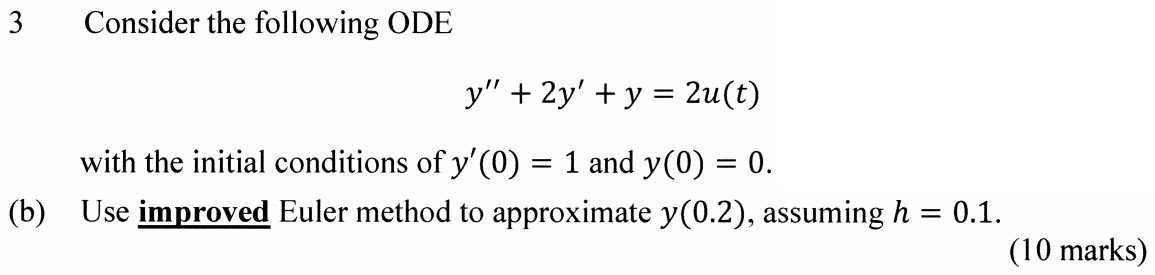 3 Consider the following ODE
y′′ + 2y′ + y = 2u(t)
with the initial conditions of y′(0) = 1 and y(0) = 0.
(b) Use improved Euler method to approximate y(0.2), assuming h = 0.1.
(10 marks)